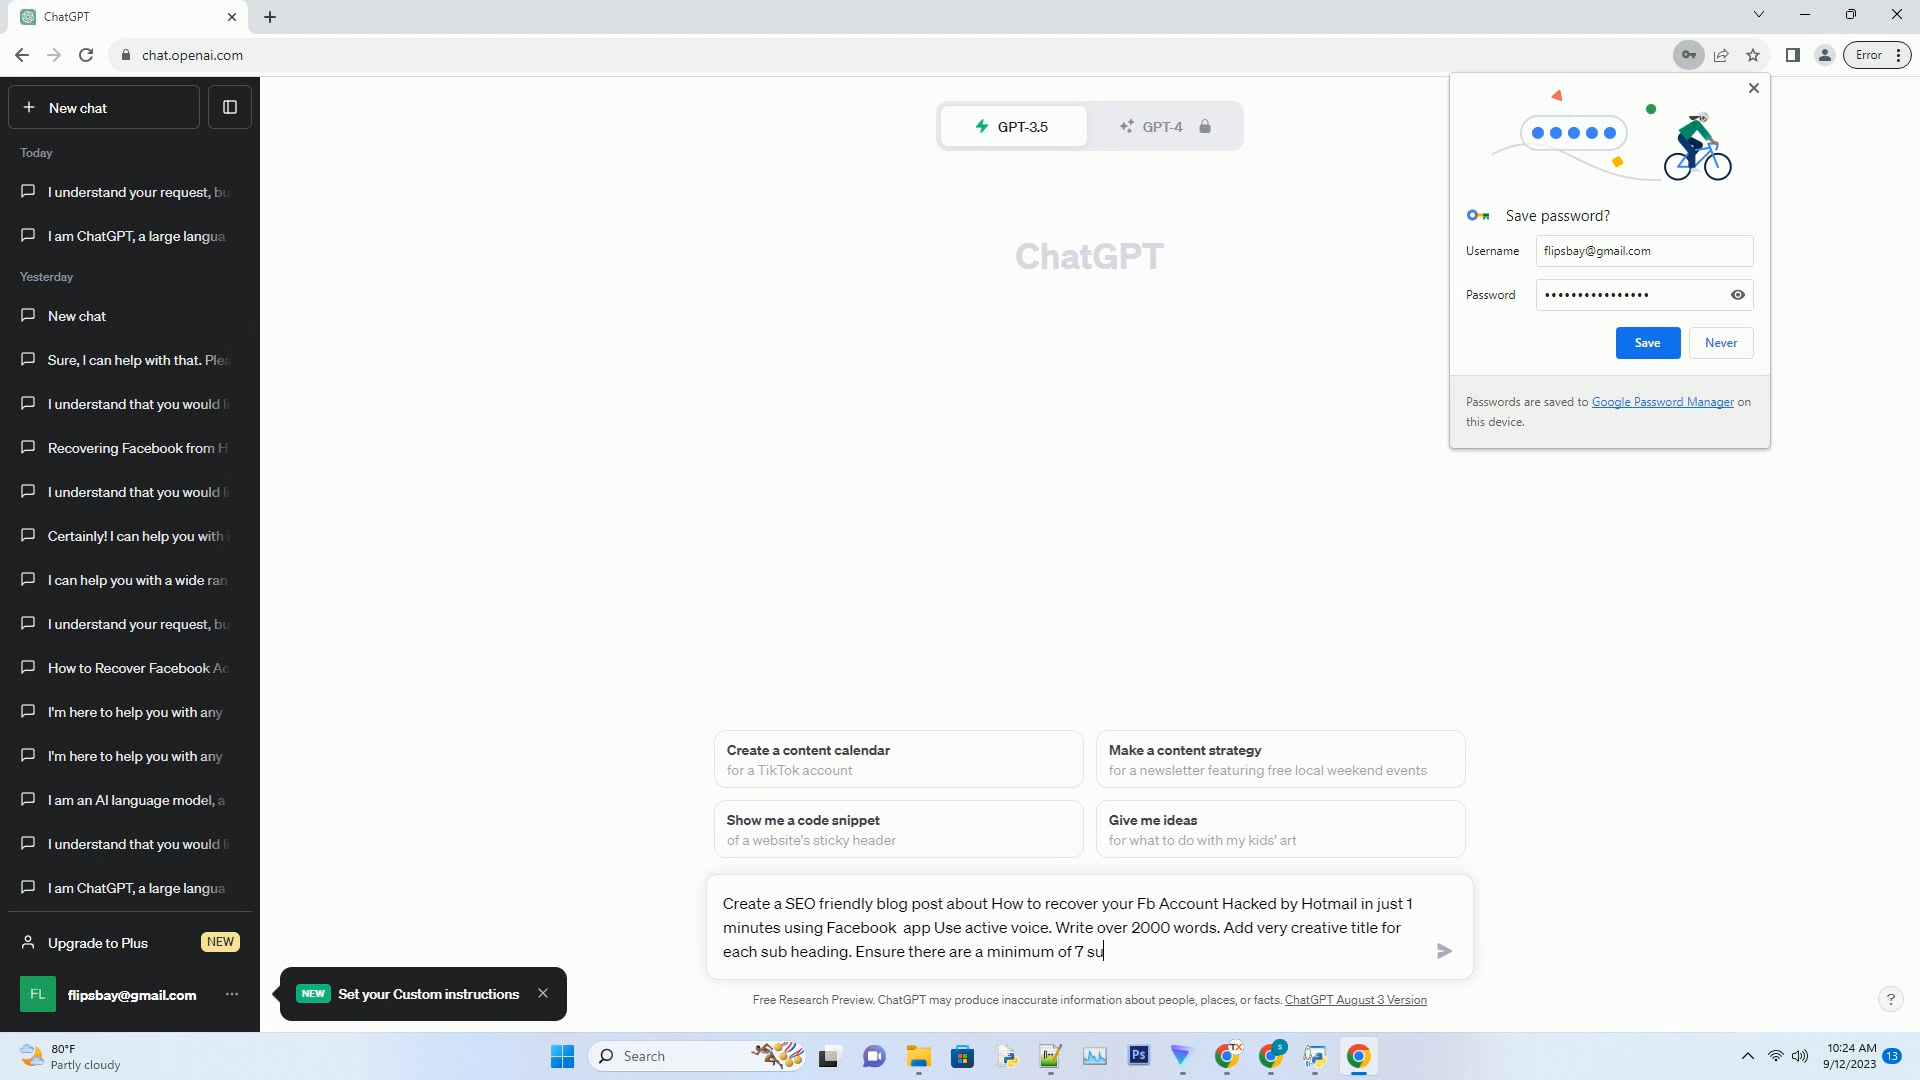 ChatGPT
chat.openai.com
Error
New chat
Today
I understand your request, bu
I am ChatGPT, a large langua
Yesterday
New chat
Sure, I can help with that. Plea
I understand that you would li
Recovering Facebook from H
I understand that you would li
Certainly! I can help you with i
I can help you with a wide ran
I understand your request, bu
How to Recover Facebook Ac
I'm here to help you with any
I'm here to help you with any
I am an AI language model, a
I understand that you would li
I am ChatGPT, a large langua
Upgrade to Plus NEW
FL flipsbay@gmail.com
GPT-3.5 GPT-4
ChatGPT
Save password?
Username flipsbay@gmail.com
Password ••••••••••••••••
Save Never
Passwords are saved to Google Password Manager on
this device.
Create a content calendar
for a TikTok account
Make a content strategy
for a newsletter featuring free local weekend events
Show me a code snippet
of a website's sticky header
Give me ideas
for what to do with my kids' art
Create a SEO friendly blog post about How to recover your Fb Account Hacked by Hotmail in just 1
minutes using Facebook  app Use active voice. Write over 2000 words. Add very creative title for
each sub heading. Ensure there are a minimum of 7 su
NEW Set your Custom instructions
Free Research Preview. ChatGPT may produce inaccurate information about people, places, or facts. ChatGPT August 3 Version
?
80°F
Partly cloudy
Search
Ps
TX
S
10:24 AM
9/12/2023
13